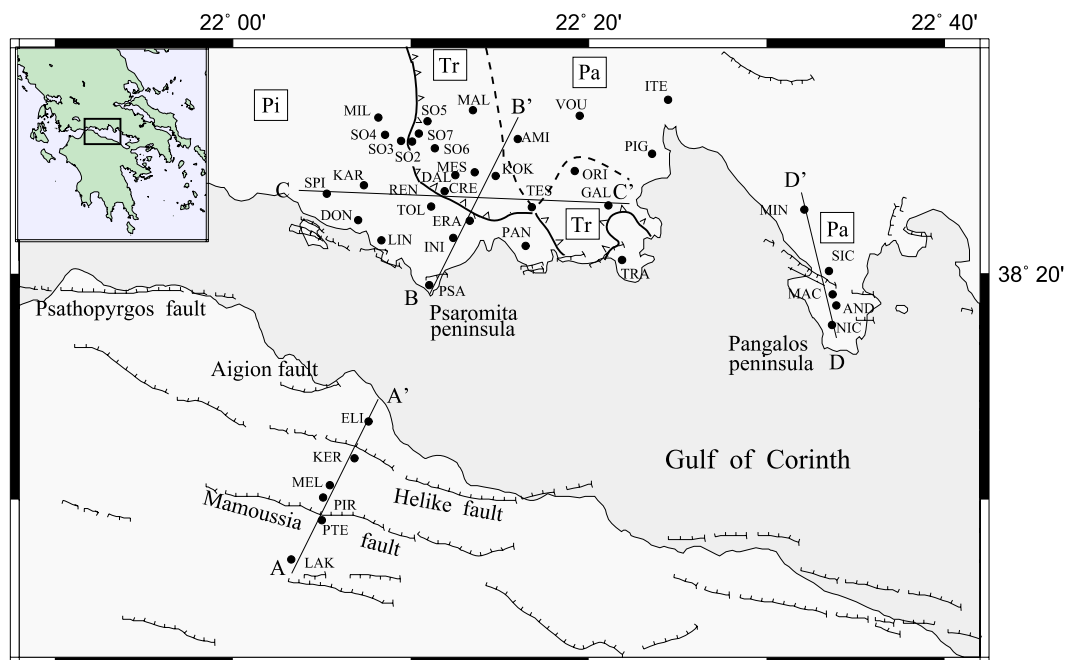 22° 00'
22° 20'
22° 40'
Tr
Pa
Pi
ITE
MIL
SO5
MAL
B'
VOU
SO4
SO7
AMI
SO3
SO2
SO6
PIG
MES
KOK
ORI
DAL
SPI
KAR
CRE
REN
TES
GAL
C'
C
D'
TOL
MIN
DON
ERA
Tr
Pa
LIN
INI
PAN
SIC
TRA
38° 20'
B
PSA
MAC
AND
Psathopyrgos fault
Psaromita
peninsula
NIC
Pangalos
peninsula
D
Aigion fault
A'
ELI
KER
Gulf of Corinth
MEL
PIR
Helike fault
Mamoussia
fault
PTE
LAK
A